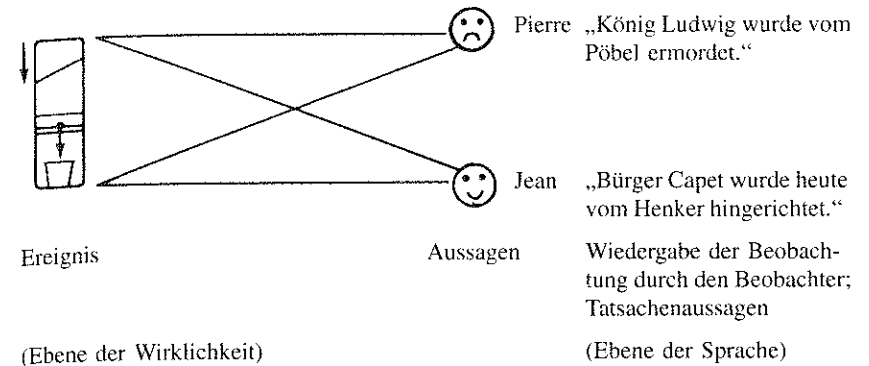 Pierre „König Ludwig wurde vom
Pöbel ermordet.“
Jean „Bürger Capet wurde heute
vom Henker hingerichtet.“
Ereignis Aussagen Wiedergabe der Beobach-
tung durch den Beobachter;
Tatsachenaussagen
(Ebene der Wirklichkeit) (Ebene der Sprache)